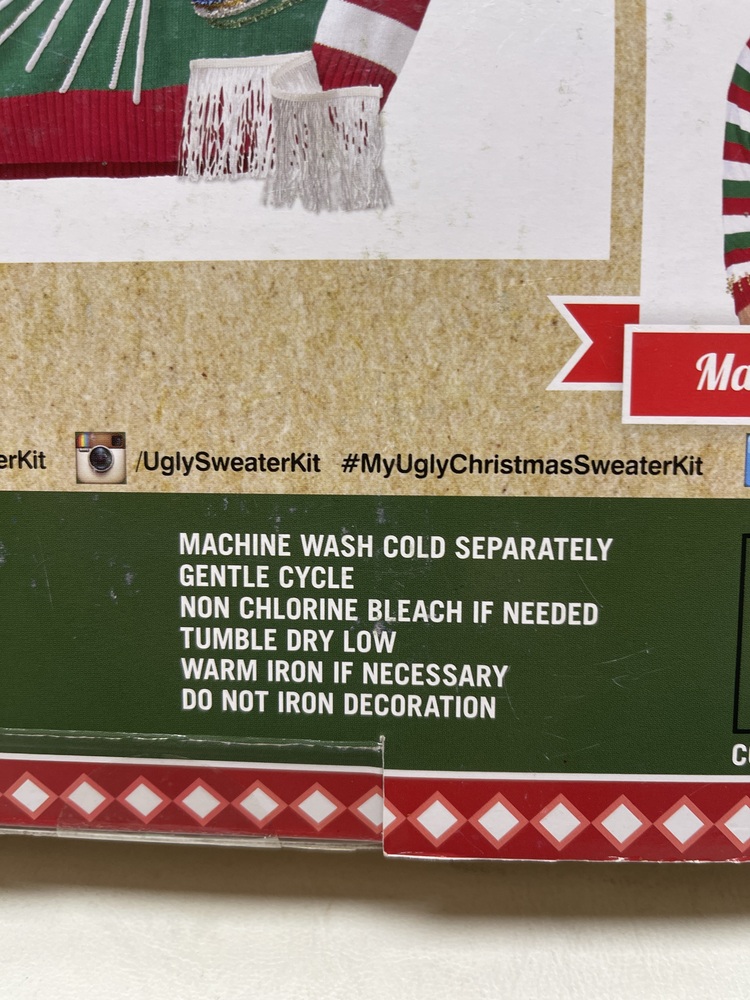 Ma
erKit /UglySweaterKit #MyUglyChristmasSweaterKit
MACHINE WASH COLD SEPARATELY
GENTLE CYCLE
NON CHLORINE BLEACH IF NEEDED
TUMBLE DRY LOW
WARM IRON IF NECESSARY
DO NOT IRON DECORATION